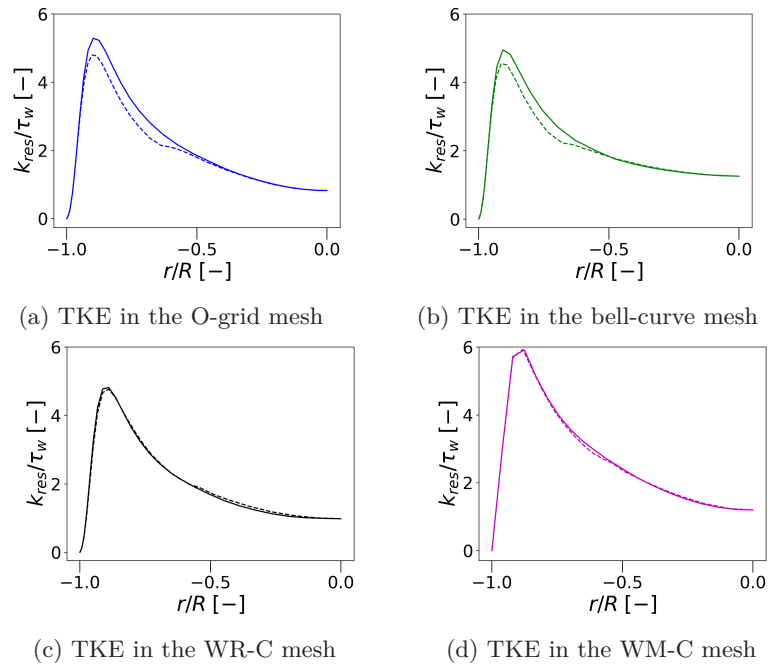 6
4
2
0
k_res/τ_w [−]
−1.0 −0.5 0.0
r/R [−]
(a) TKE in the O-grid mesh
6
4
2
0
k_res/τ_w [−]
−1.0 −0.5 0.0
r/R [−]
(b) TKE in the bell-curve mesh
6
4
2
0
k_res/τ_w [−]
−1.0 −0.5 0.0
r/R [−]
(c) TKE in the WR-C mesh
6
4
2
0
k_res/τ_w [−]
−1.0 −0.5 0.0
r/R [−]
(d) TKE in the WM-C mesh